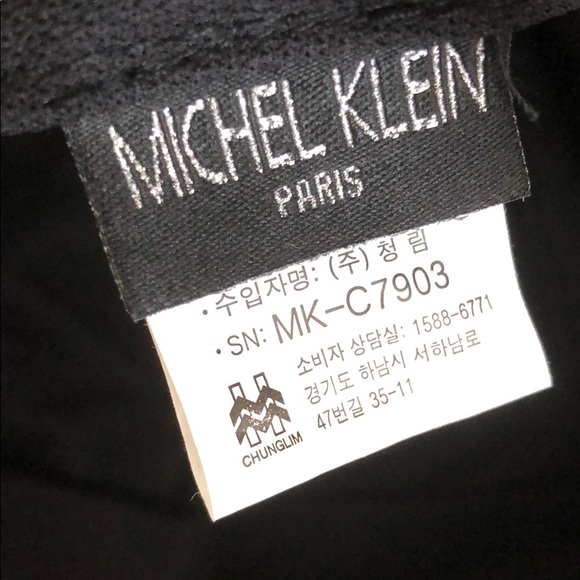 MICHEL KLEIN
PARIS
・수입자명: (주) 청 림
・SN: MK-C7903
소비자 상담실: 1588-6771
경기도 하남시 서하남로
47번길 35-11
CHUNGLIM